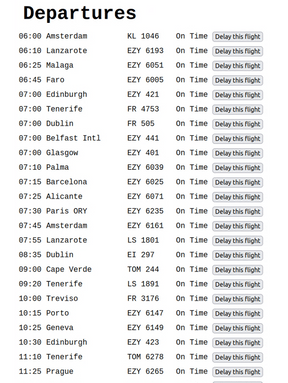 Departures
06:00 Amsterdam KL 1046 On Time Delay this flight
06:10 Lanzarote EZY 6193 On Time Delay this flight
06:25 Malaga EZY 6051 On Time Delay this flight
06:45 Faro EZY 6005 On Time Delay this flight
07:00 Edinburgh EZY 421 On Time Delay this flight
07:00 Tenerife FR 4753 On Time Delay this flight
07:00 Dublin FR 505 On Time Delay this flight
07:00 Belfast Intl EZY 441 On Time Delay this flight
07:00 Glasgow EZY 401 On Time Delay this flight
07:10 Palma EZY 6039 On Time Delay this flight
07:15 Barcelona EZY 6025 On Time Delay this flight
07:25 Alicante EZY 6071 On Time Delay this flight
07:30 Paris ORY EZY 6235 On Time Delay this flight
07:45 Amsterdam EZY 6161 On Time Delay this flight
07:55 Lanzarote LS 1801 On Time Delay this flight
08:35 Dublin EI 297 On Time Delay this flight
09:00 Cape Verde TOM 244 On Time Delay this flight
09:20 Tenerife LS 1891 On Time Delay this flight
10:00 Treviso FR 3176 On Time Delay this flight
10:15 Porto EZY 6147 On Time Delay this flight
10:25 Geneva EZY 6149 On Time Delay this flight
10:30 Edinburgh EZY 423 On Time Delay this flight
11:10 Tenerife TOM 6278 On Time Delay this flight
11:25 Prague EZY 6265 On Time Delay this flight